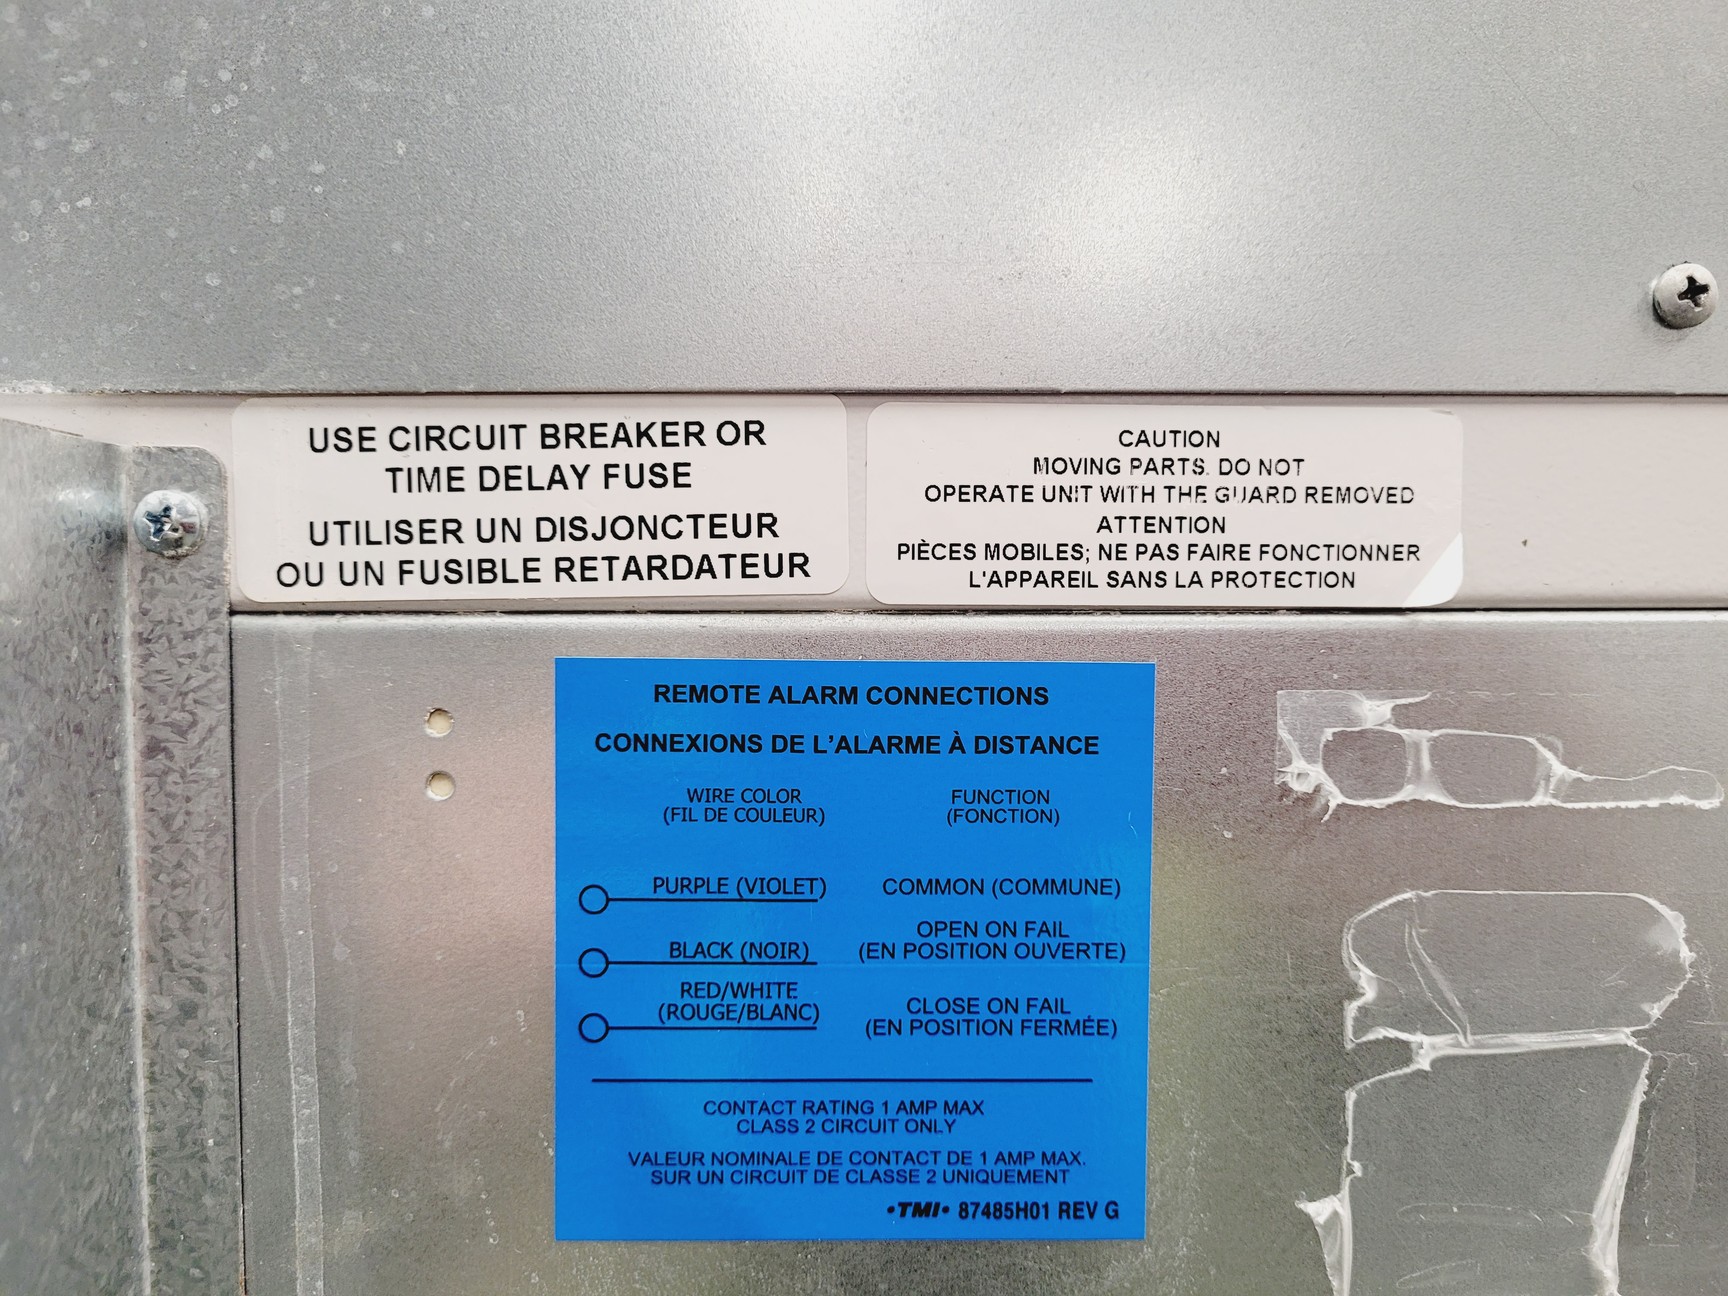 USE CIRCUIT BREAKER OR
TIME DELAY FUSE
UTILISER UN DISJONCTEUR
OU UN FUSIBLE RETARDATEUR
CAUTION
MOVING PARTS. DO NOT
OPERATE UNIT WITH THE GUARD REMOVED
ATTENTION
PIÈCES MOBILES; NE PAS FAIRE FONCTIONNER
L'APPAREIL SANS LA PROTECTION
REMOTE ALARM CONNECTIONS
CONNEXIONS DE L'ALARME À DISTANCE
WIRE COLOR
(FIL DE COULEUR)
FUNCTION
(FONCTION)
PURPLE (VIOLET)
COMMON (COMMUNE)
BLACK (NOIR)
OPEN ON FAIL
(EN POSITION OUVERTE)
RED/WHITE
(ROUGE/BLANC)
CLOSE ON FAIL
(EN POSITION FERMÉE)
CONTACT RATING 1 AMP MAX
CLASS 2 CIRCUIT ONLY
VALEUR NOMINALE DE CONTACT DE 1 AMP MAX.
SUR UN CIRCUIT DE CLASSE 2 UNIQUEMENT
•TMI• 87485H01 REV G